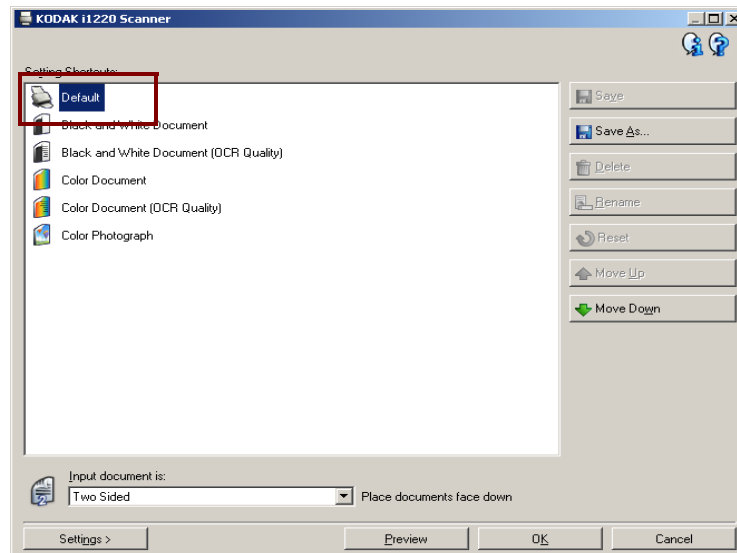 KODAK i1220 Scanner
Setting Shortcuts:
Default
Black and White Document
Black and White Document (OCR Quality)
Color Document
Color Document (OCR Quality)
Color Photograph
Save
Save As...
Delete
Rename
Reset
Move Up
Move Down
Input document is:
Two Sided
Place documents face down
Settings >
Preview
OK
Cancel